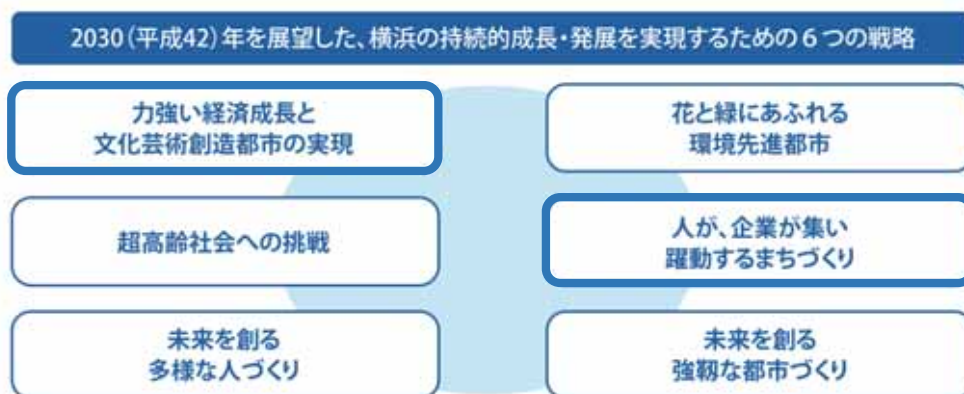 2030(平成42)年を展望した、横浜の持続的成長・発展を実現するための6つの戦略
力強い経済成長と
文化芸術創造都市の実現
花と緑にあふれる
環境先進都市
超高齢社会への挑戦
人が、企業が集い
躍動するまちづくり
未来を創る
多様な人づくり
未来を創る
強靱な都市づくり